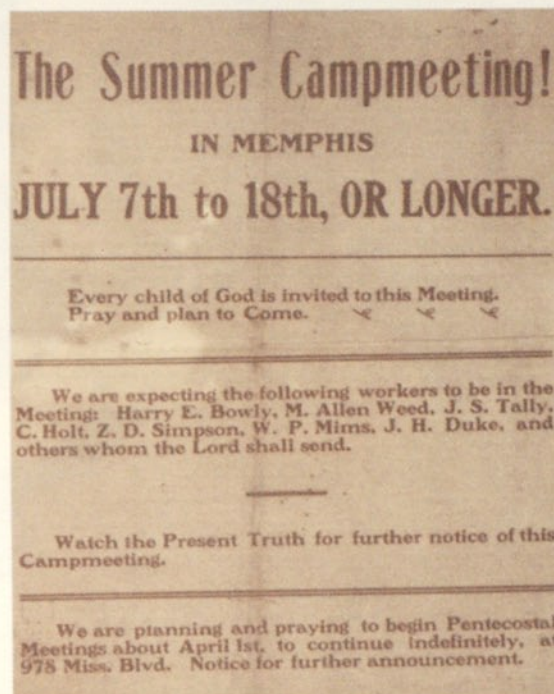 The Summer Campmeeting!
IN MEMPHIS
JULY 7th to 18th, OR LONGER.
Every child of God is invited to this Meeting.
Pray and plan to Come.
We are expecting the following workers to be in the
Meeting: Harry E. Bowly, M. Allen Weed, J. S. Tally,
C. Holt, Z. D. Simpson, W. P. Mims, J. H. Duke, and
others whom the Lord shall send.
Watch the Present Truth for further notice of this
Campmeeting.
We are planning and praying to begin Pentecostal
Meetings about April 1st, to continue indefinitely, at
978 Miss. Blvd. Notice for further announcement.